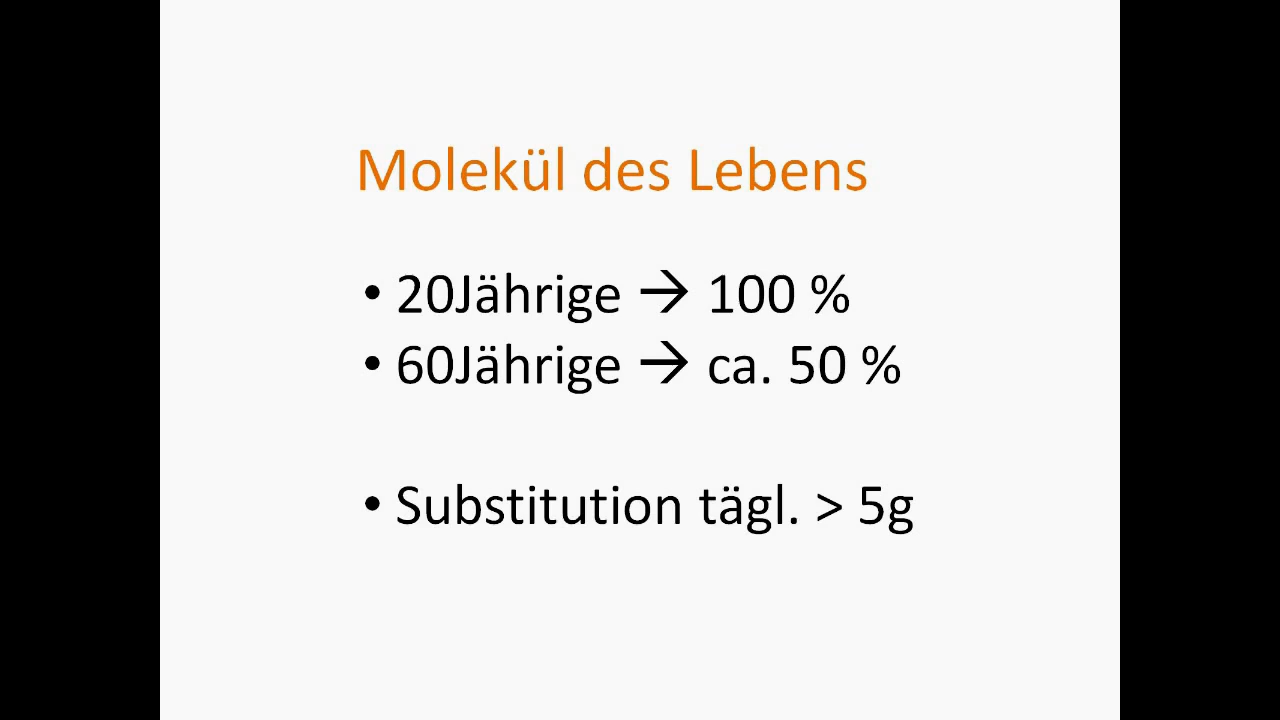 Molekül des Lebens
• 20Jährige → 100 %
• 60Jährige → ca. 50 %
• Substitution tägl. > 5g